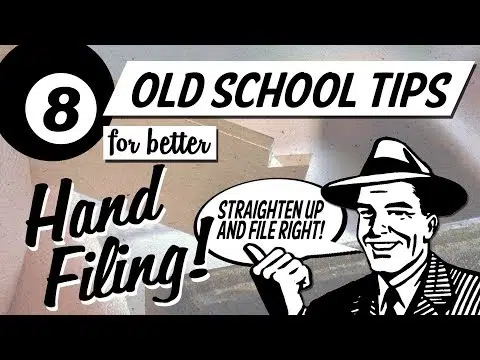 8
OLD SCHOOL TIPS
for better
Hand
Filing!
STRAIGHTEN UP
AND FILE RIGHT!